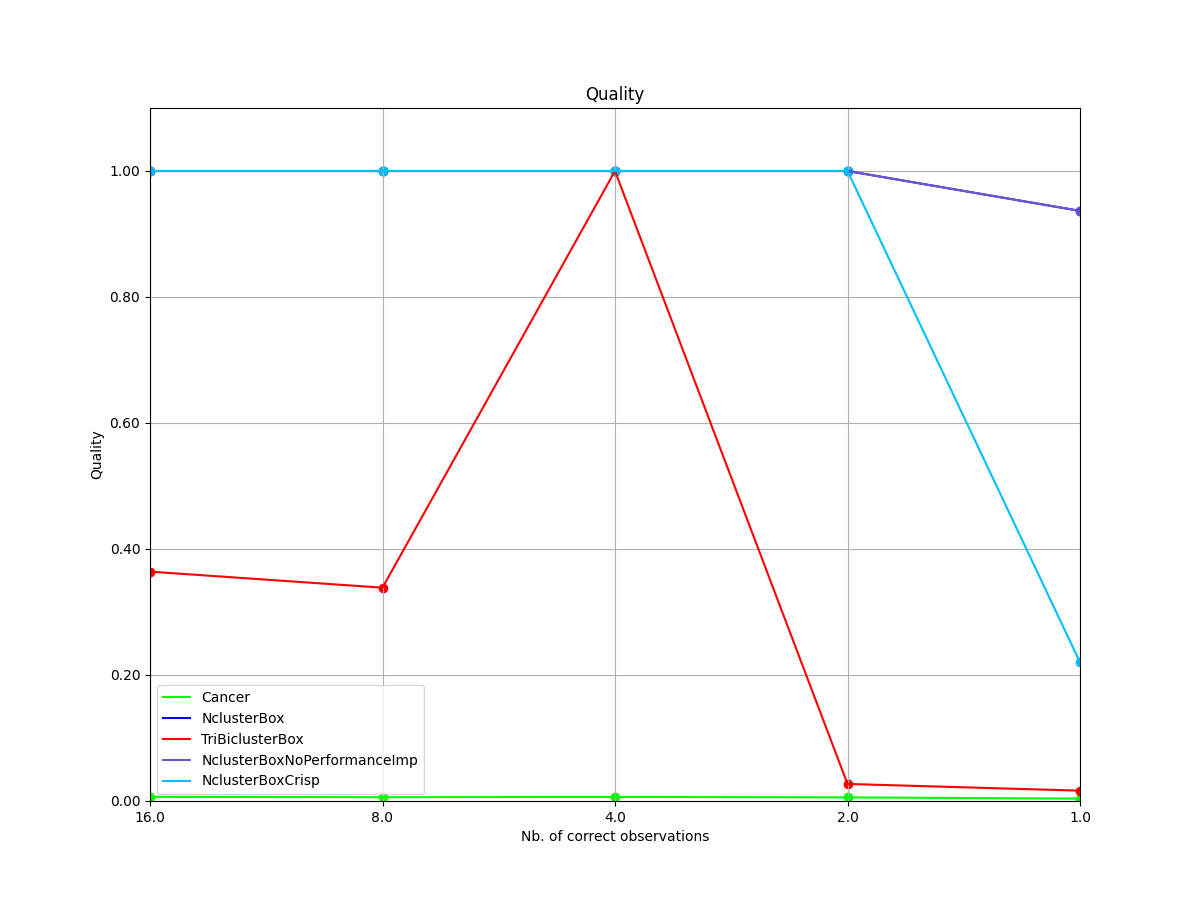 Quality
1.00
0.80
0.60
0.40
0.20
0.00
Quality
Cancer
NclusterBox
TriBiclusterBox
NclusterBoxNoPerformanceImp
NclusterBoxCrisp
16.0 8.0 4.0 2.0 1.0
Nb. of correct observations